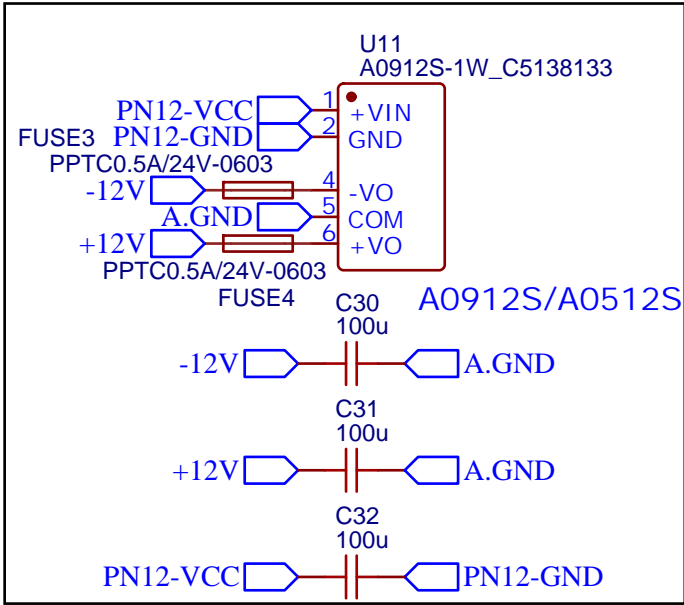 U11
A0912S-1W_C5138133
PN12-VCC 1 +VIN
FUSE3 PN12-GND 2 GND
PPTC0.5A/24V-0603
-12V 4 -VO
A.GND 5 COM
+12V 6 +VO
PPTC0.5A/24V-0603
FUSE4
A0912S/A0512S
C30
100u
-12V A.GND
C31
100u
+12V A.GND
C32
100u
PN12-VCC PN12-GND